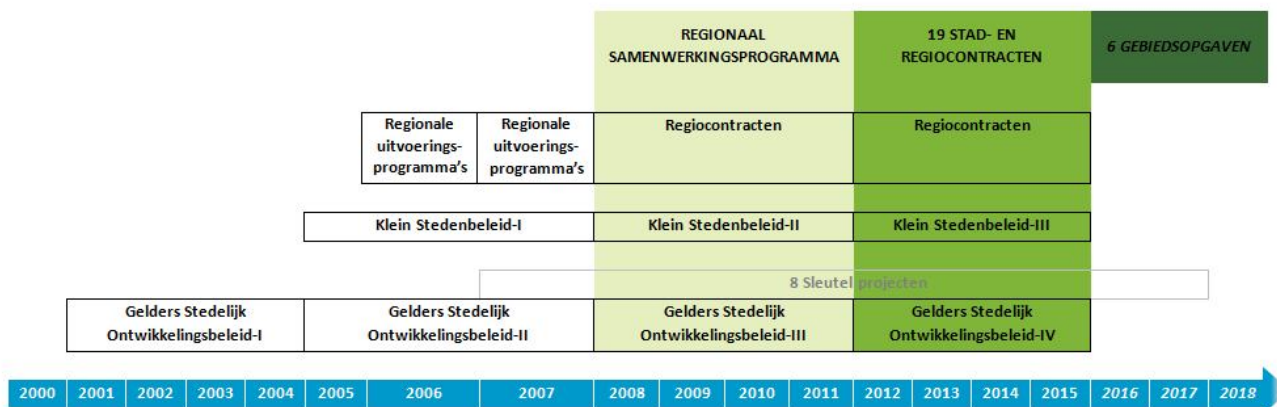 REGIONAAL
SAMENWERKINGSPROGRAMMA
19 STAD- EN
REGIOCONTRACTEN
6 GEBIEDSOPGAVEN
Regionale
uitvoerings-
programma's
Regionale
uitvoerings-
programma's
Regiocontracten
Regiocontracten
Klein Stedenbeleid-I
Klein Stedenbeleid-II
Klein Stedenbeleid-III
8 Sleutel projecten
Gelders Stedelijk
Ontwikkelingsbeleid-I
Gelders Stedelijk
Ontwikkelingsbeleid-II
Gelders Stedelijk
Ontwikkelingsbeleid-III
Gelders Stedelijk
Ontwikkelingsbeleid-IV
2000 2001 2002 2003 2004 2005 2006 2007 2008 2009 2010 2011 2012 2013 2014 2015 2016 2017 2018